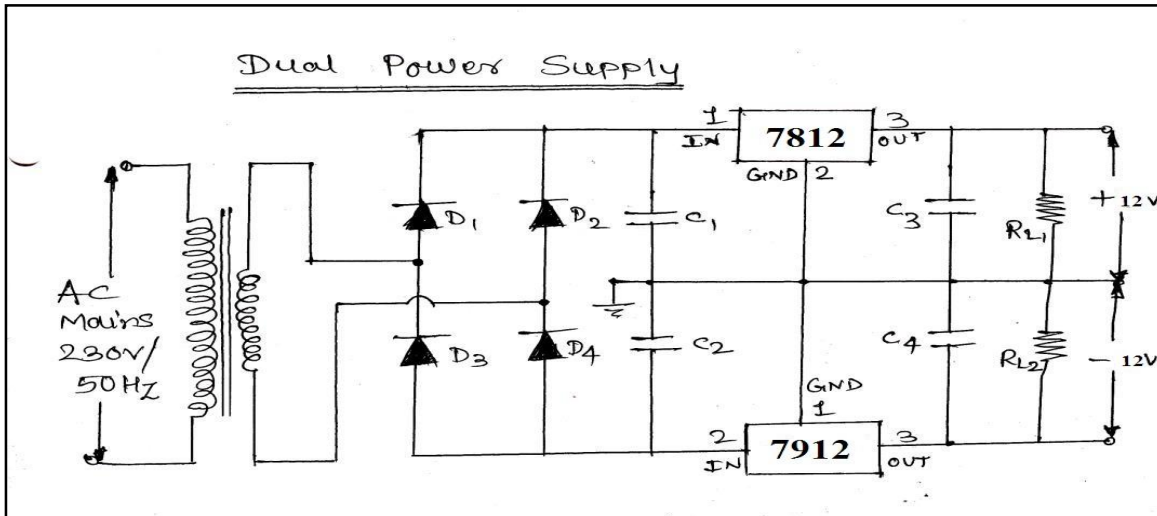 Dual Power Supply
1
IN
7812
3
OUT
GND 2
D1
D2
C1
C3
RL1
+12V
AC
Mains
230V/
50Hz
D3
D4
C2
C4
RL2
-12V
GND
1
2
IN
7912
3
OUT